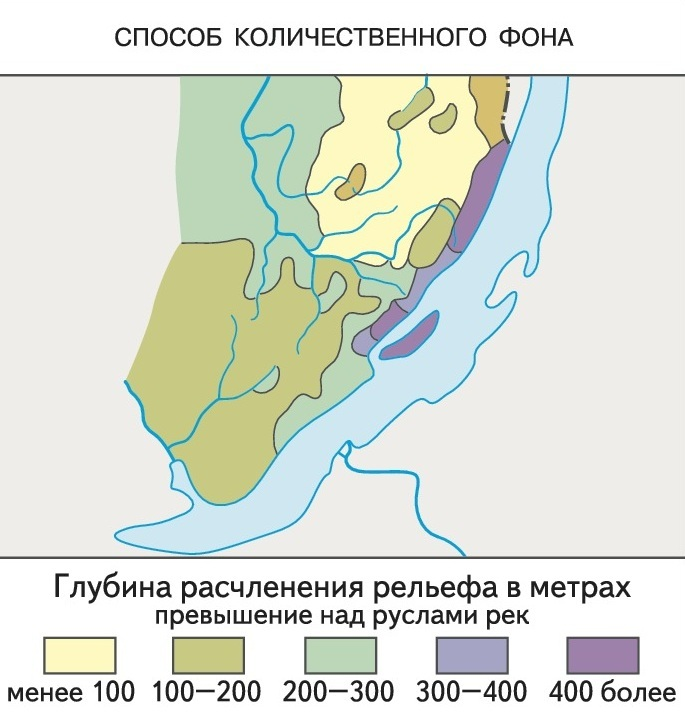 СПОСОБ КОЛИЧЕСТВЕННОГО ФОНА
Глубина расчленения рельефа в метрах
превышение над руслами рек
менее 100 100—200 200—300 300—400 400 более